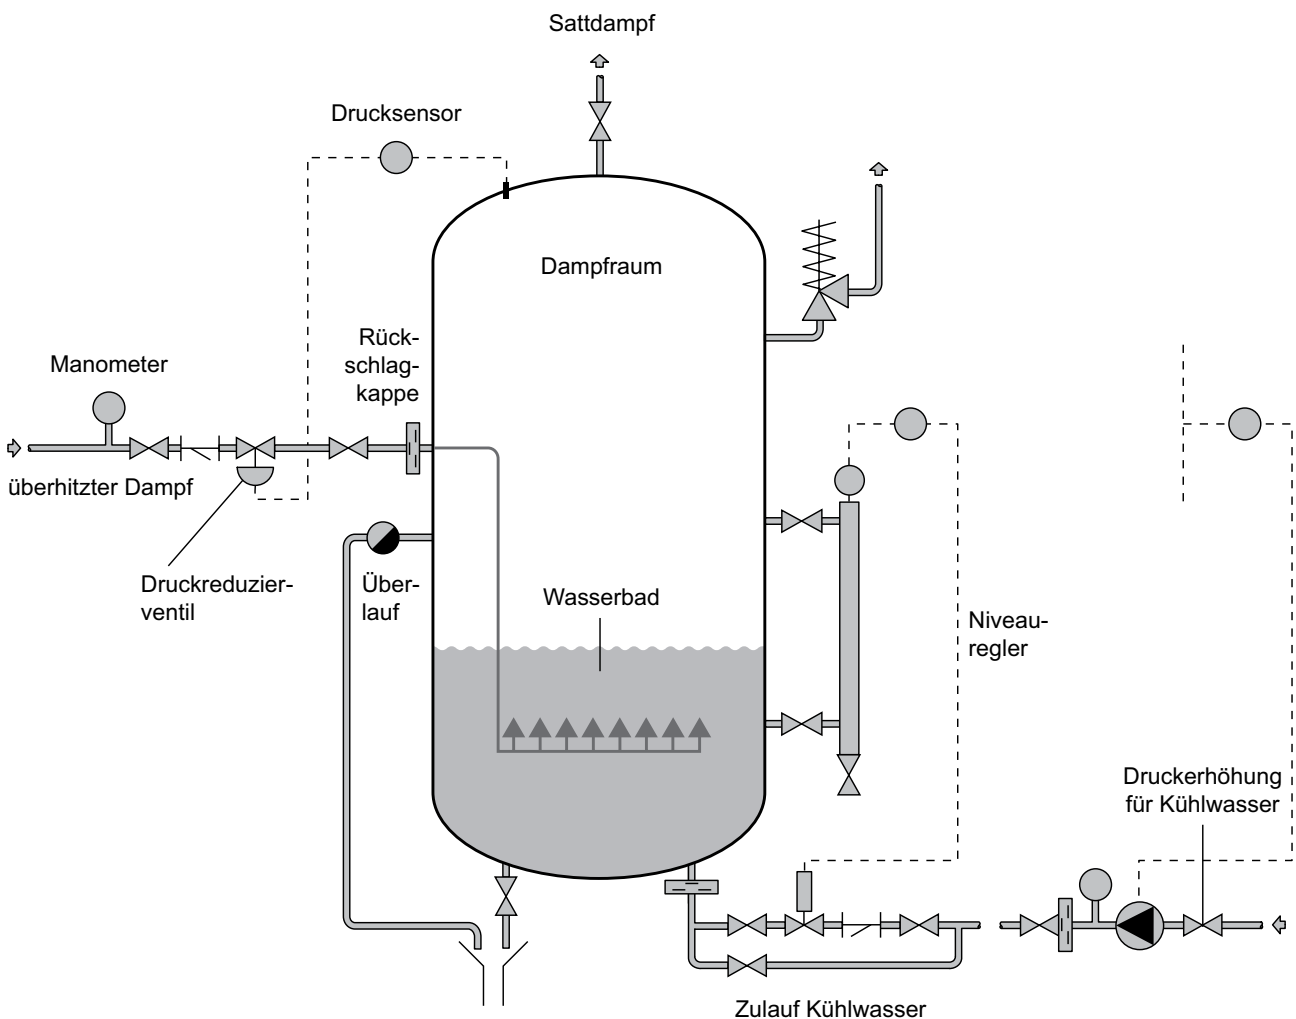 Sattdampf
Drucksensor
Dampfraum
Rück-
schlag-
kappe
Manometer
überhitzter Dampf
Druckreduzier-
ventil
Über-
lauf
Wasserbad
Niveau-
regler
Druckerhöhung
für Kühlwasser
Zulauf Kühlwasser